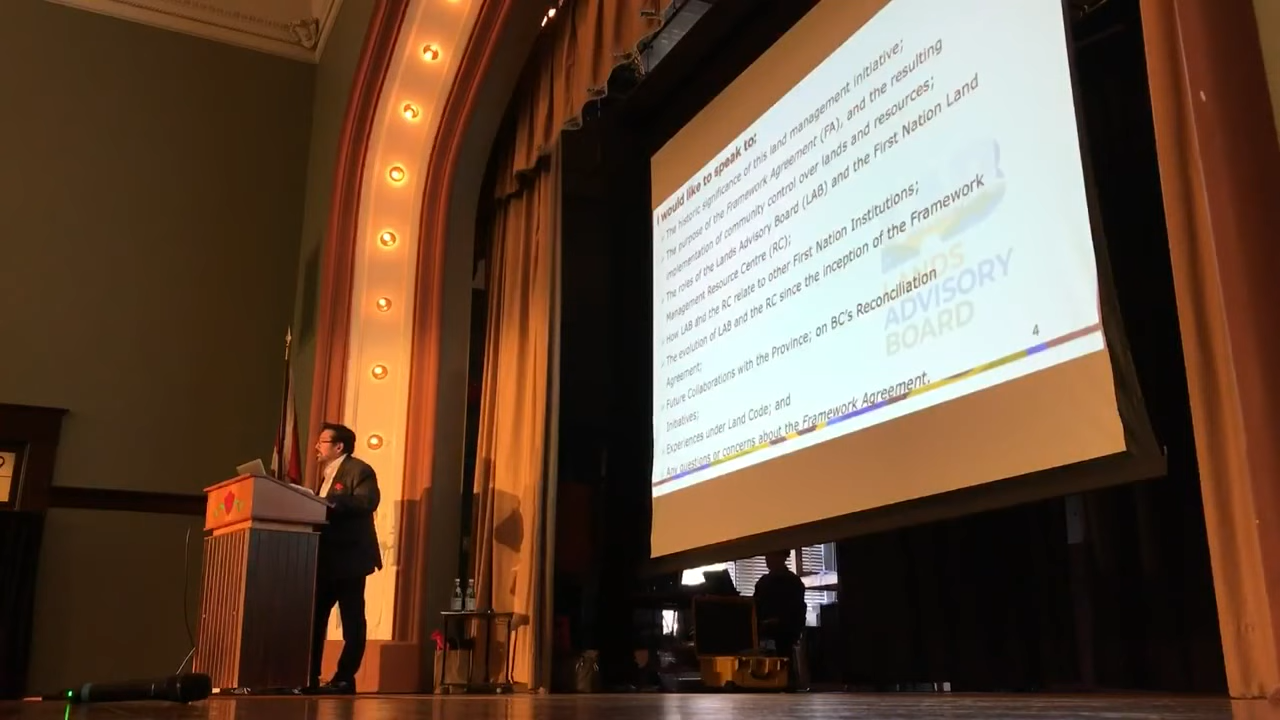 I would like to speak to:
The historic significance of this land management initiative;
The purpose of the Framework Agreement (FA), and the resulting
implementation of community control over lands and resources;
The roles of the Lands Advisory Board (LAB) and the First Nation Land
Management Resource Centre (RC);
How LAB and the RC relate to other First Nation Institutions;
The evolution of LAB and the RC since the inception of the Framework
Agreement;
Future Collaborations with the Province; on BC's Reconciliation
Initiatives;
Experiences under Land Code; and
Any questions or concerns about the Framework Agreement.
LANDS
ADVISORY
BOARD
4